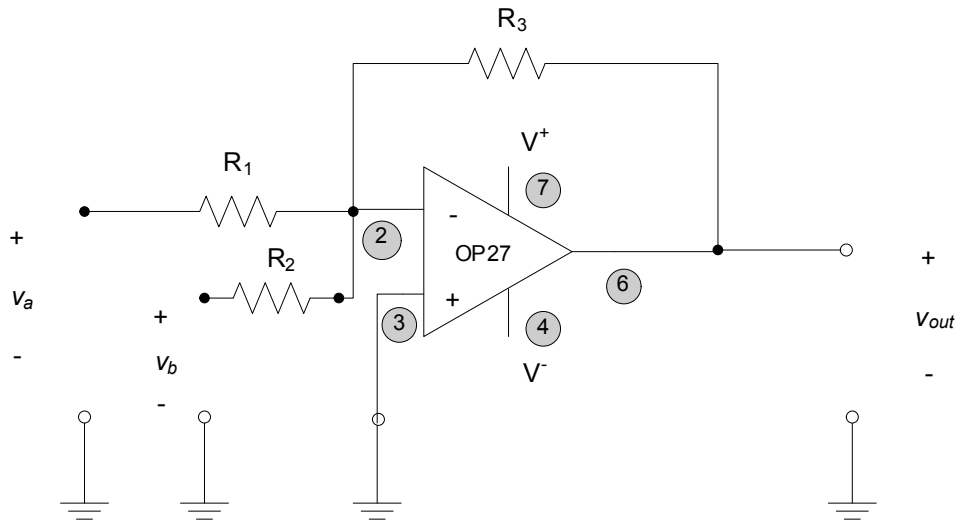 R3
V+
7
R1
-
2
OP27
+
R2
va
-
+
3
+
6
4
V-
+
vb
-
+
vout
-